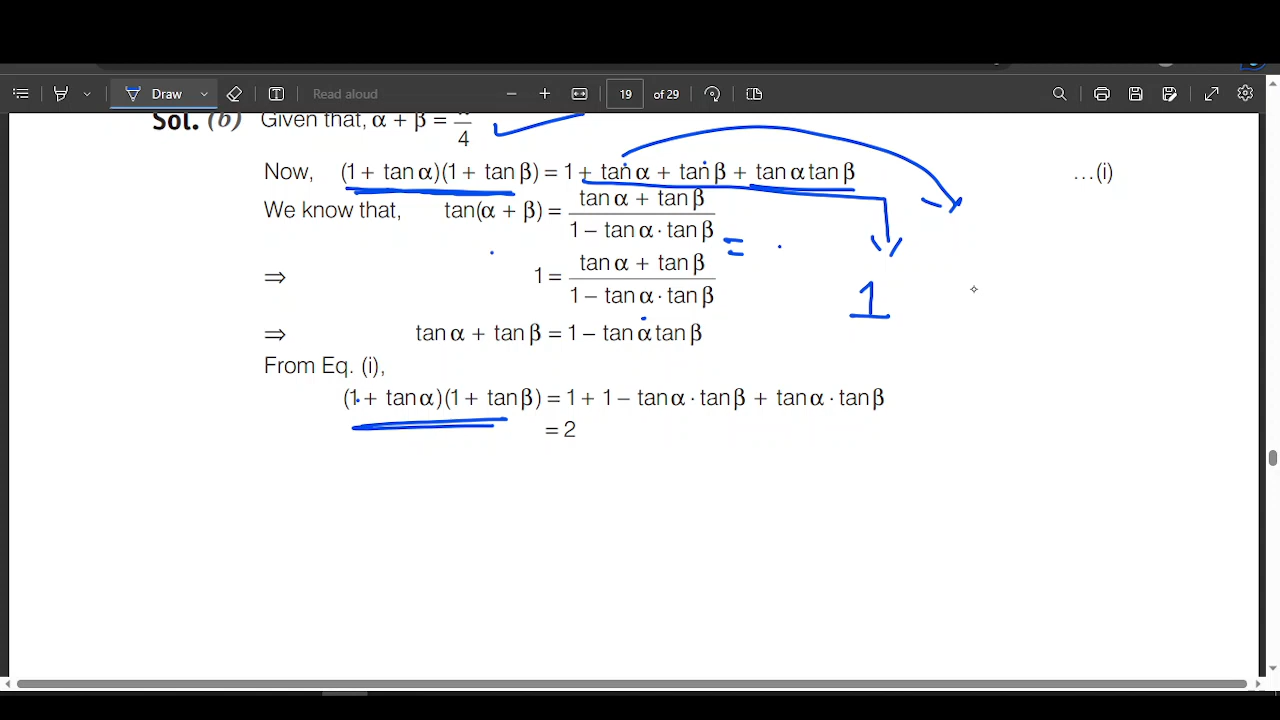 Draw
Read aloud
19 of 29
Sol. (b) Given that, α + β = π/4
Now, (1 + tan α)(1 + tan β) = 1 + tan α + tan β + tan α tan β ...(i)
We know that, tan(α + β) = (tan α + tan β)/(1 – tan α · tan β)
=
⇒ 1 = (tan α + tan β)/(1 – tan α · tan β)
1
⇒ tan α + tan β = 1 – tan α tan β
From Eq. (i),
(1 + tan α)(1 + tan β) = 1 + 1 – tan α · tan β + tan α · tan β
= 2